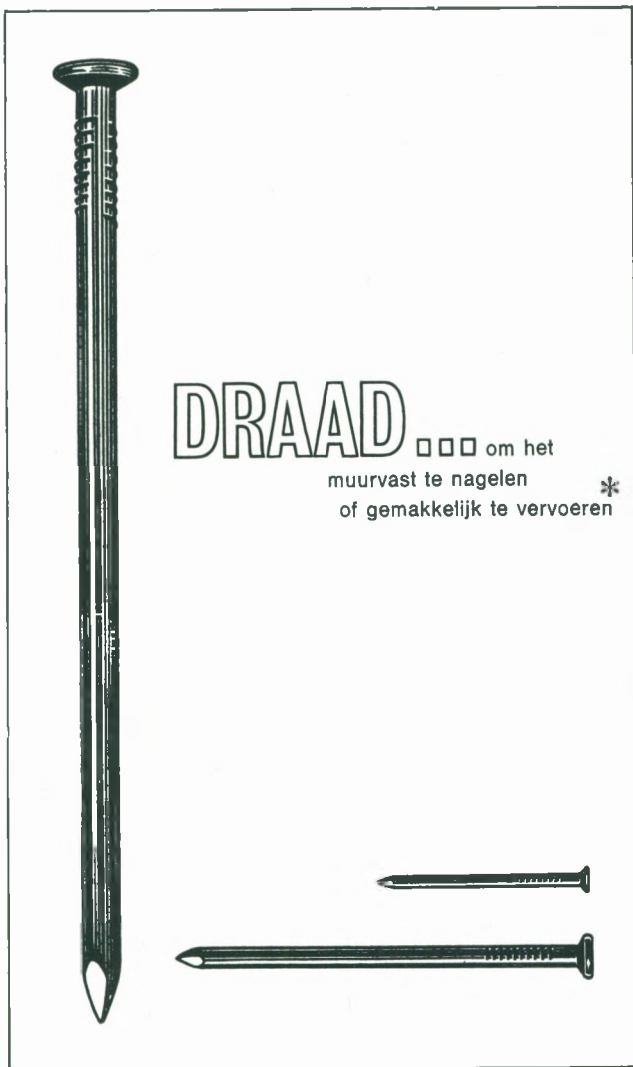 DRAAD... om het
muurvast te nagelen
of gemakkelijk te vervoeren *